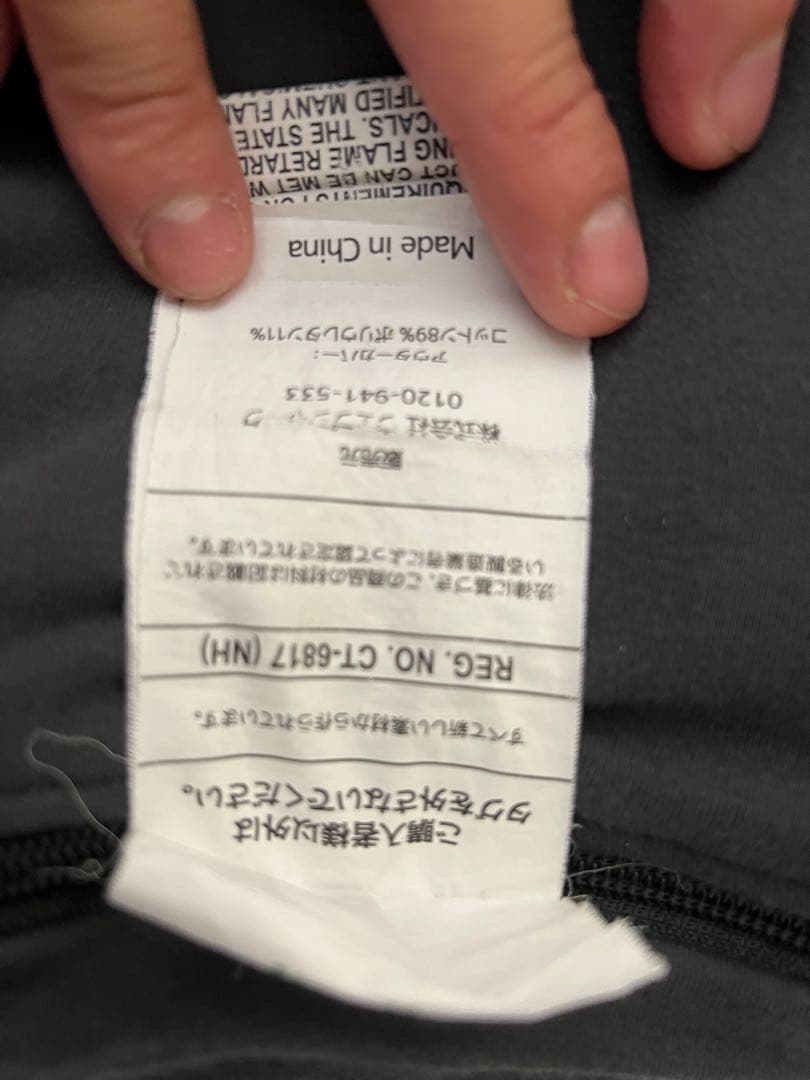 ご購入者様以外は
タグを外さないでください。
すべて新しい素材から作られています。
REG. NO. CT-6817 (NH)
法律に基づき、この商品の材料は記載されて
いる製造業者によって認定されています。
販売元
株式会社
0120-941-533
アウターカバー:
コットン89% ポリウレタン11%
Made in China
CAN BE MET
FLAME
THE STATE
MANY